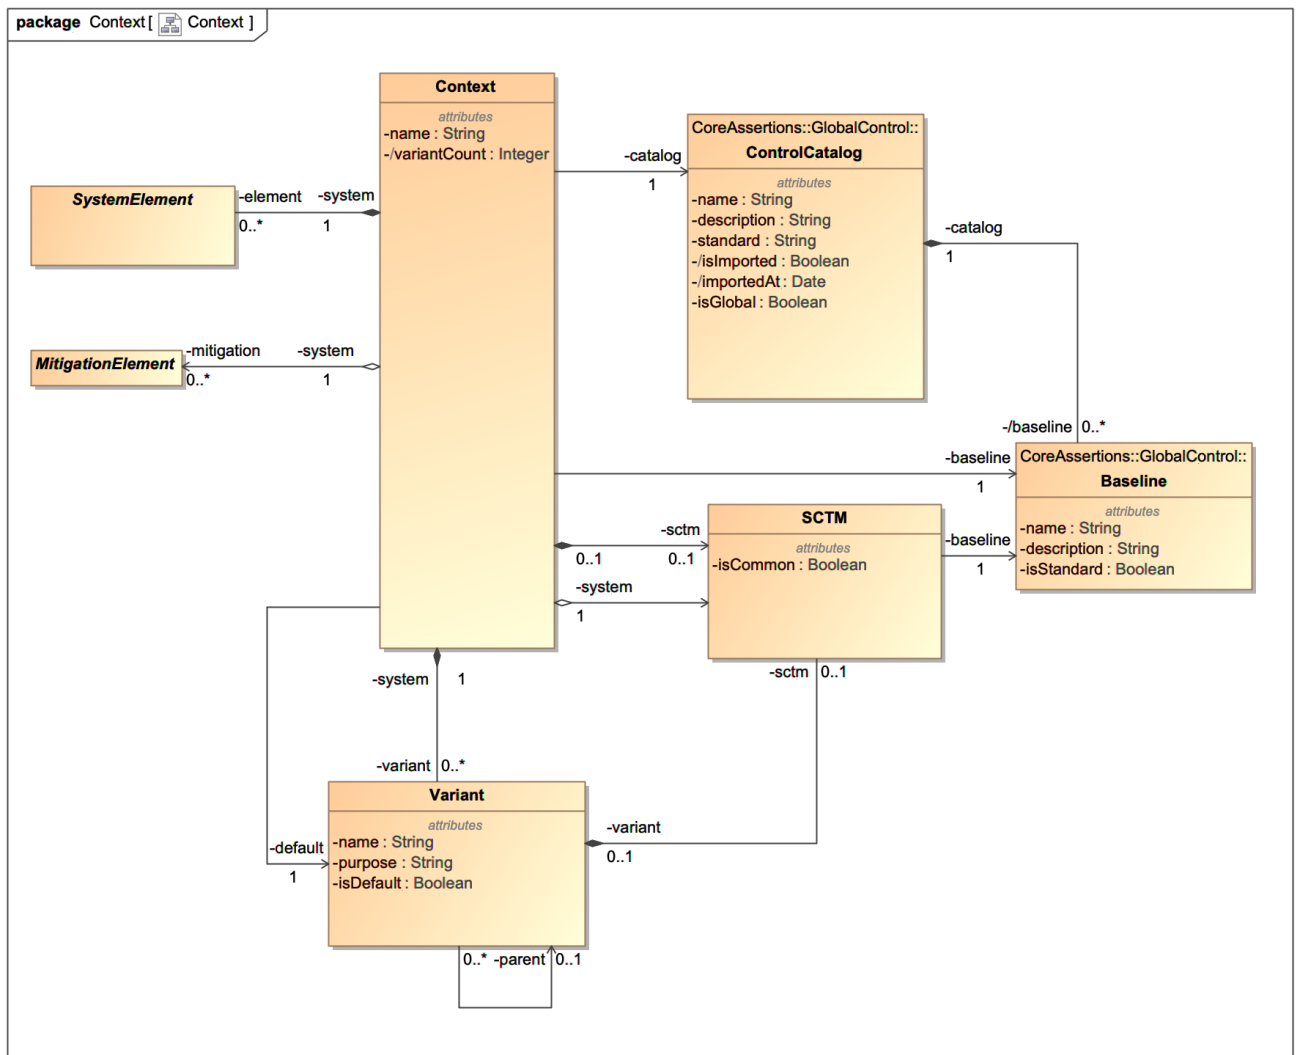 package Context [ Context ]
Context
attributes
-name : String
-/variantCount : Integer
CoreAssertions::GlobalControl::
ControlCatalog
attributes
-name : String
-description : String
-standard : String
-/isImported : Boolean
-/importedAt : Date
-isGlobal : Boolean
-catalog
1
SystemElement
-element
0..*
-system
1
-catalog
1
MitigationElement
-mitigation
0..*
-system
1
-/baseline
0..*
CoreAssertions::GlobalControl::
Baseline
attributes
-name : String
-description : String
-isStandard : Boolean
-baseline
1
SCTM
attributes
-isCommon : Boolean
-sctm
0..1
0..1
-baseline
1
-system
1
-sctm
0..1
-system
1
-variant
0..*
Variant
attributes
-name : String
-purpose : String
-isDefault : Boolean
-default
1
-variant
0..1
0..*
-parent
0..1